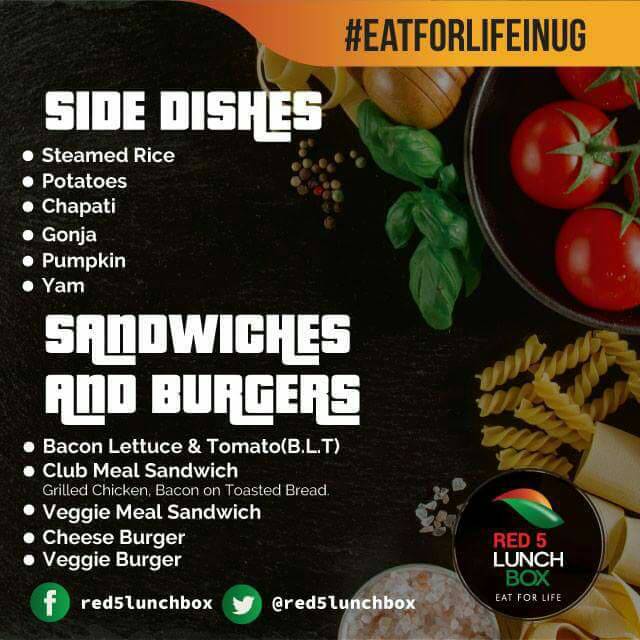 #EATFORLIFEINUG
SIDE DISHES
Steamed Rice
Potatoes
Chapati
Gonja
Pumpkin
Yam
SANDWICHES
AND BURGERS
Bacon Lettuce & Tomato(B.L.T)
Club Meal Sandwich
Grilled Chicken, Bacon on Toasted Bread.
Veggie Meal Sandwich
Cheese Burger
Veggie Burger
RED 5
LUNCH
BOX
EAT FOR LIFE
red5lunchbox @red5lunchbox